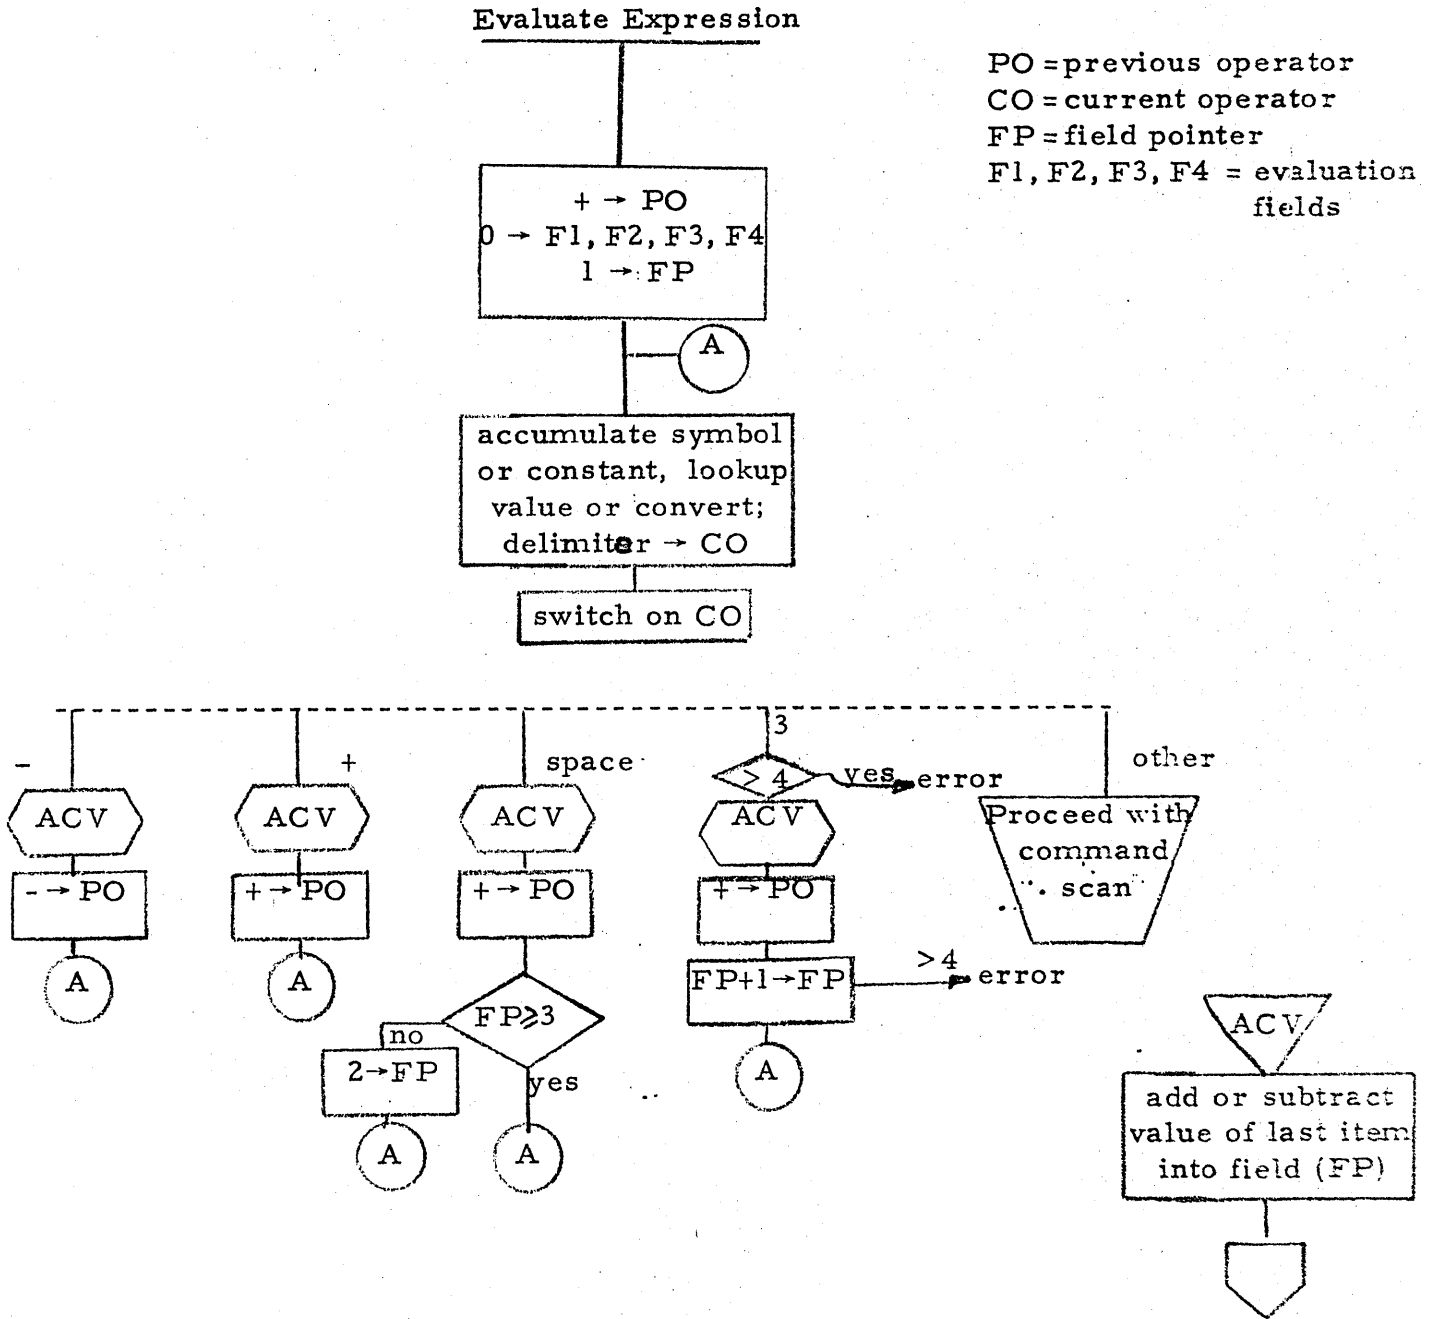 Evaluate Expression
PO = previous operator
CO = current operator
FP = field pointer
F1, F2, F3, F4 = evaluation
fields
+ → PO
0 → F1, F2, F3, F4
1 → FP
A
accumulate symbol
or constant, lookup
value or convert;
delimiter → CO
switch on CO
-
+
space
3
other
> 4
yes
error
ACV
ACV
ACV
ACV
Proceed with
command
scan
- → PO
+ → PO
+ → PO
+ → PO
A
A
FP≥3
no
2→FP
yes
A
A
FP+1→FP
>4
error
A
ACV
add or subtract
value of last item
into field (FP)